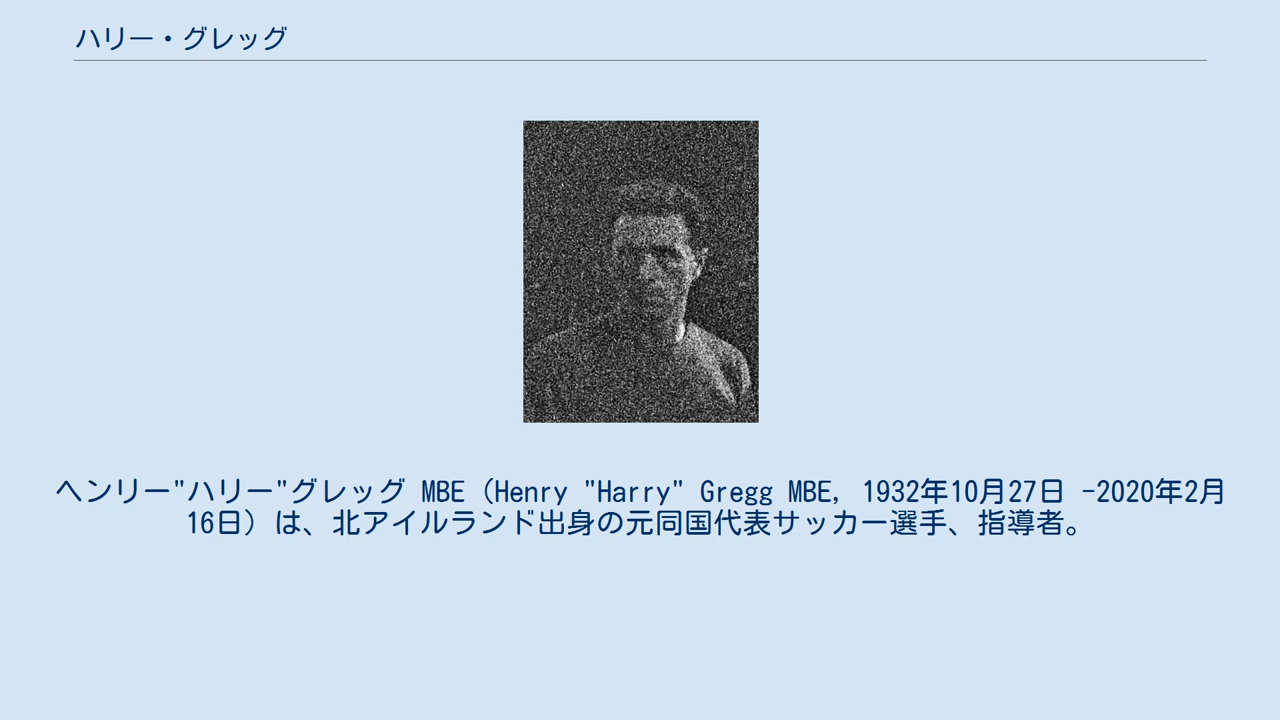 ハリー・グレッグ
ヘンリー"ハリー"グレッグ MBE（Henry "Harry" Gregg MBE, 1932年10月27日 -2020年2月
16日）は、北アイルランド出身の元同国代表サッカー選手、指導者。